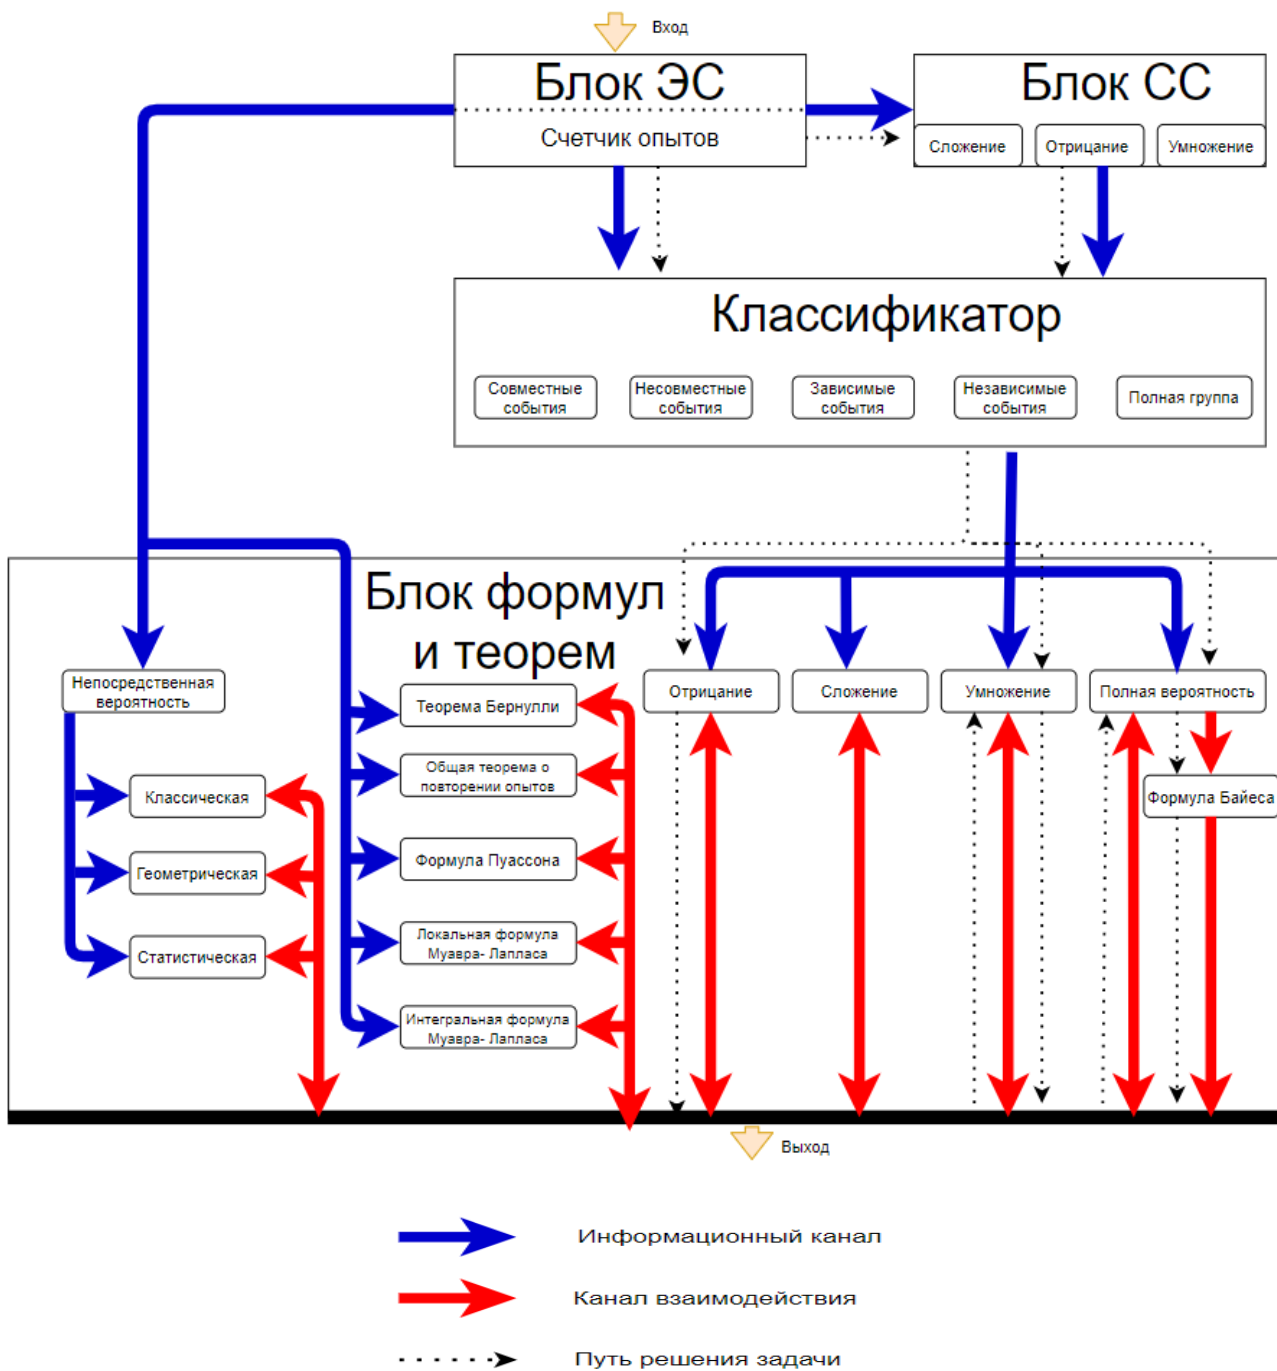 Вход
Блок ЭС
Счетчик опытов
Блок СС
Сложение
Отрицание
Умножение
Классификатор
Совместные
события
Несовместные
события
Зависимые
события
Независимые
события
Полная группа
Блок формул
и теорем
Непосредственная
вероятность
Классическая
Геометрическая
Статистическая
Теорема Бернулли
Общая теорема о
повторении опытов
Формула Пуассона
Локальная формула
Муавра- Лапласа
Интегральная формула
Муавра- Лапласа
Отрицание
Сложение
Умножение
Полная вероятность
Формула Байеса
Выход
Информационный канал
Канал взаимодействия
Путь решения задачи